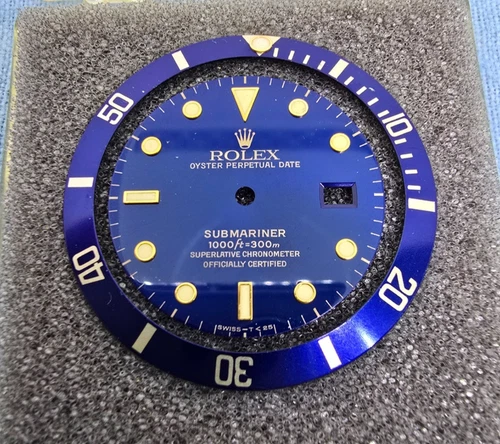 ROLEX
OYSTER PERPETUAL DATE
SUBMARINER
1000ft=300m
SUPERLATIVE CHRONOMETER
OFFICIALLY CERTIFIED
SWISS-T<25
10
20
30
40
50